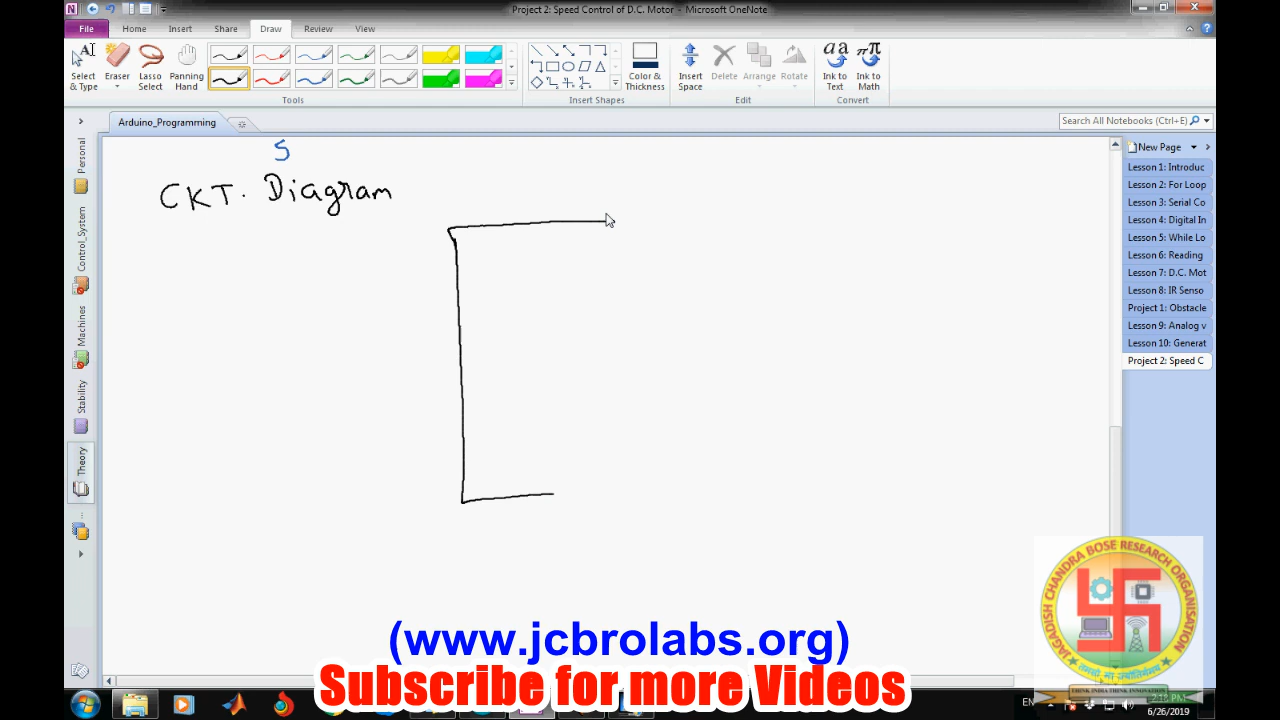 Project 2: Speed Control of D.C. Motor - Microsoft OneNote
File Home Insert Share Draw Review View
Select & Type
Eraser
Lasso Select
Panning Hand
Color & Thickness
Insert Space
Delete
Arrange
Rotate
Ink to Text
Ink to Math
Tools
Insert Shapes
Edit
Convert
Arduino_Programming
Search All Notebooks (Ctrl+E)
Personal
Control_System
Machines
Stability
Theory
5
CKT. Diagram
New Page
Lesson 1: Introduc
Lesson 2: For Loop
Lesson 3: Serial Co
Lesson 4: Digital In
Lesson 5: While Lo
Lesson 6: Reading
Lesson 7: D.C. Mot
Lesson 8: IR Senso
Project 1: Obstacle
Lesson 9: Analog v
Lesson 10: Generat
Project 2: Speed C
JAGADISH CHANDRA BOSE RESEARCH ORGANISATION
THINK INDIA THINK INNOVATION
(www.jcbrolabs.org)
Subscribe for more Videos
EN
6/26/2019